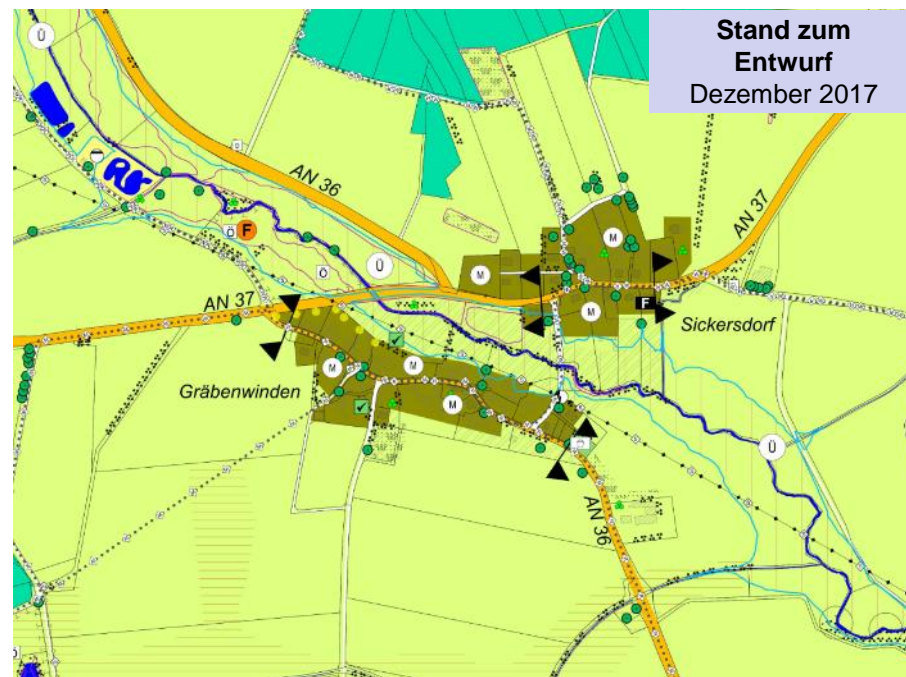 Stand zum
Entwurf
Dezember 2017
Ü
AN 36
AN 37
M
F
Ö
Ö
Ü
M
M
F
AN 37
Sickersdorf
M
M
Gräbenwinden
M
Ü
AN 36